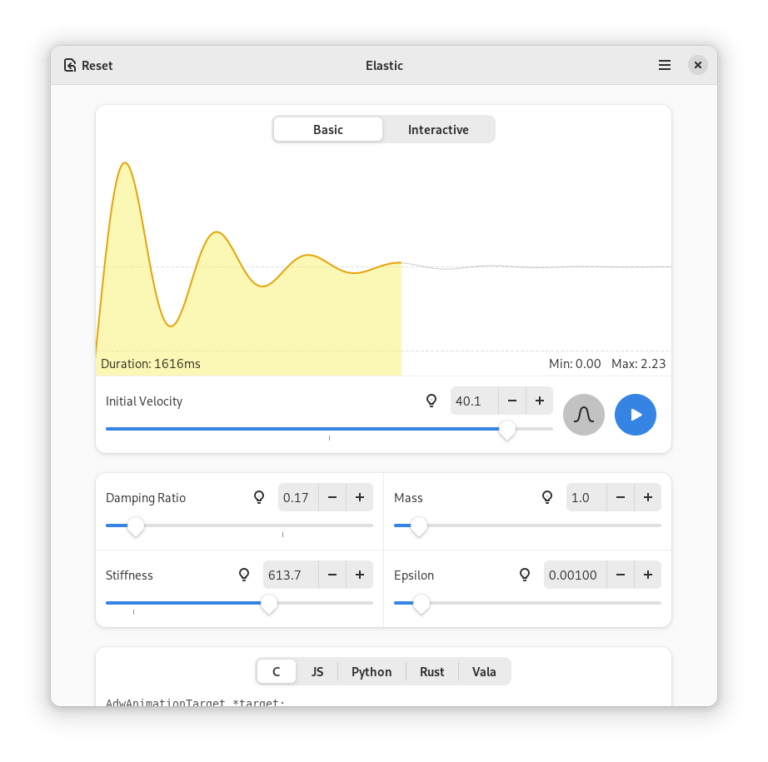 Reset
Elastic
Basic Interactive
Duration: 1616ms
Min: 0.00 Max: 2.23
Initial Velocity 40.1 − +
Damping Ratio 0.17 − +
Mass 1.0 − +
Stiffness 613.7 − +
Epsilon 0.00100 − +
C JS Python Rust Vala
AdwAnimationTarget *target;